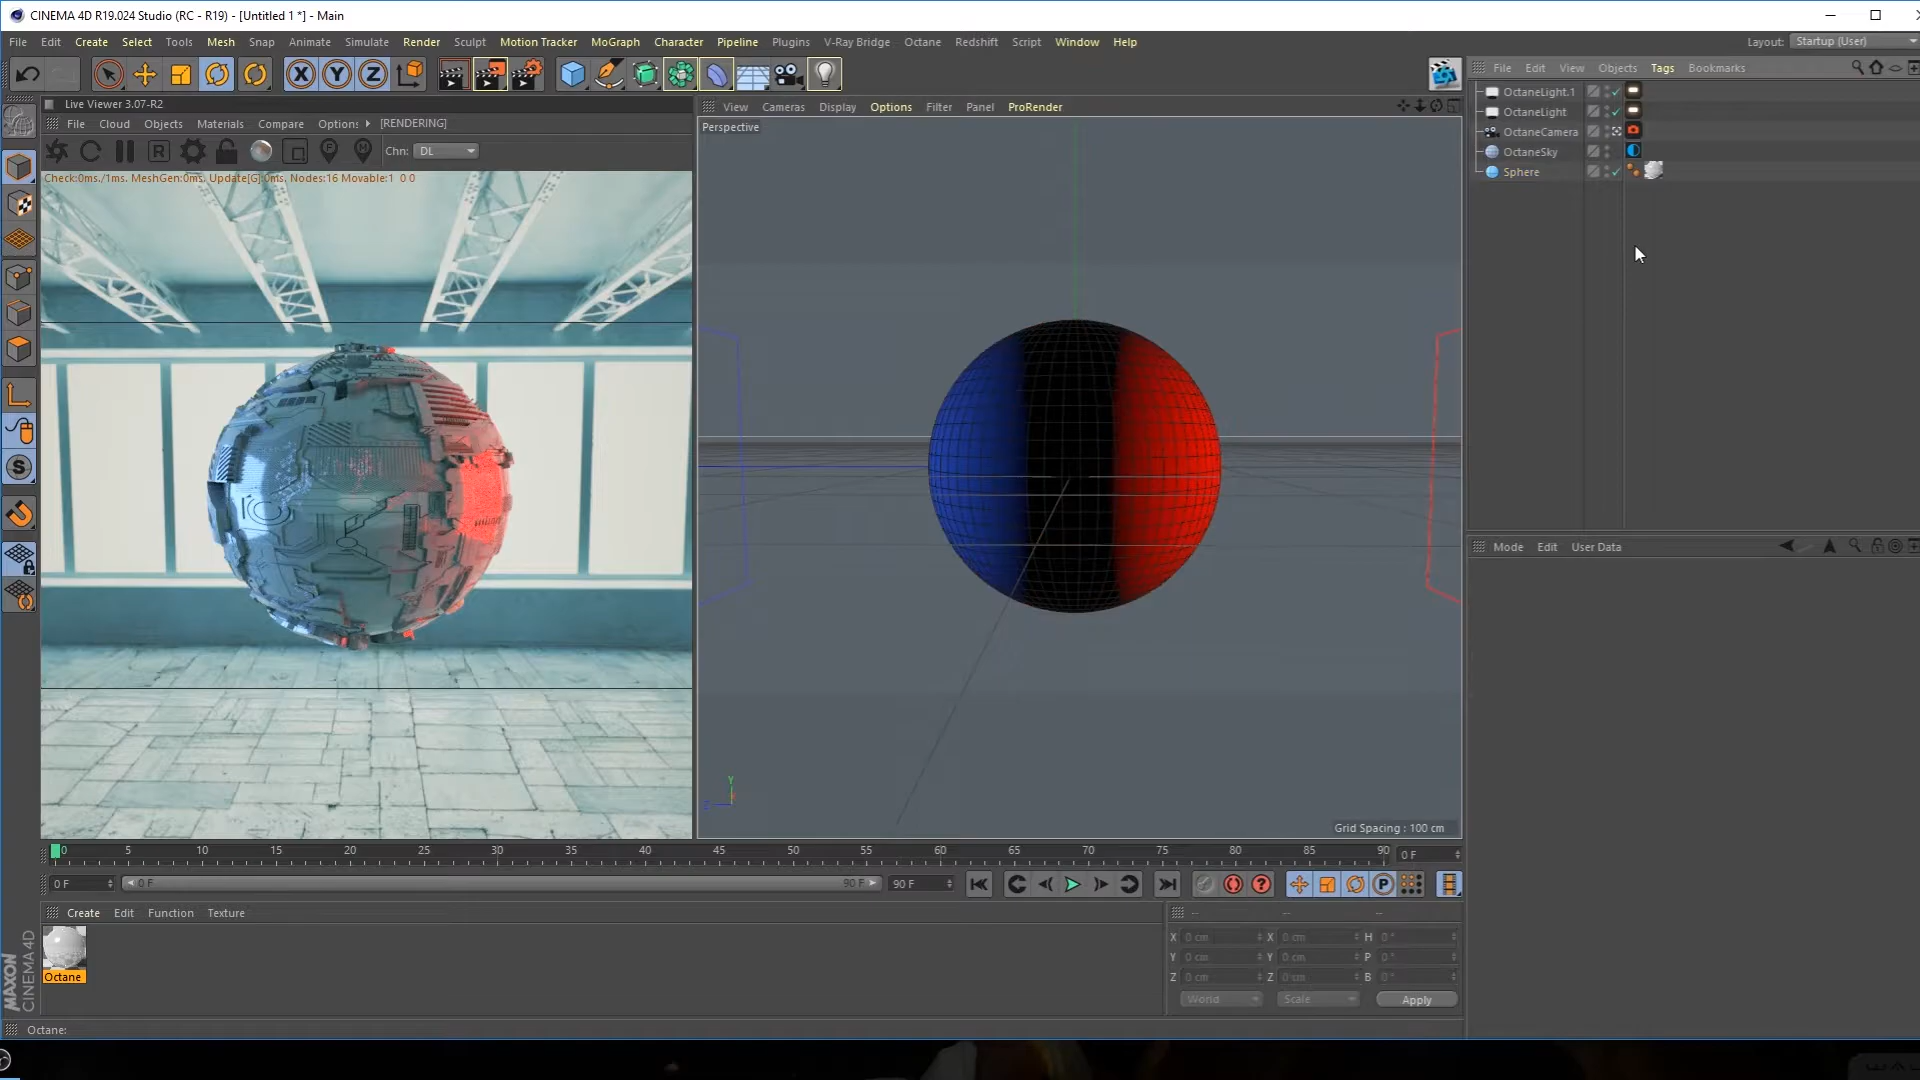 CINEMA 4D R19.024 Studio (RC - R19) - [Untitled 1 *] - Main
File Edit Create Select Tools Mesh Snap Animate Simulate Render Sculpt Motion Tracker MoGraph Character Pipeline Plugins V-Ray Bridge Octane Redshift Script Window Help
Layout: Startup (User)
X Y Z
File Edit View Objects Tags Bookmarks
Live Viewer 3.07-R2
File Cloud Objects Materials Compare Options [RENDERING]
R Chn: DL
Check:0ms./1ms. MeshGen:0ms. Update[G]:0ms. Nodes:16 Movable:1 0 0
View Cameras Display Options Filter Panel ProRender
Perspective
OctaneLight.1
OctaneLight
OctaneCamera
OctaneSky
Sphere
Mode Edit User Data
Y
Z
Grid Spacing : 100 cm
0 5 10 15 20 25 30 35 40 45 50 55 60 65 70 75 80 85 90 0 F
0 F 0 F 90 F 90 F
P
Create Edit Function Texture
Octane
-- -- --
X 0 cm X 0 cm H 0 °
Y 0 cm Y 0 cm P 0 °
Z 0 cm Z 0 cm B 0 °
World Scale Apply
MAXON
CINEMA 4D
Octane: